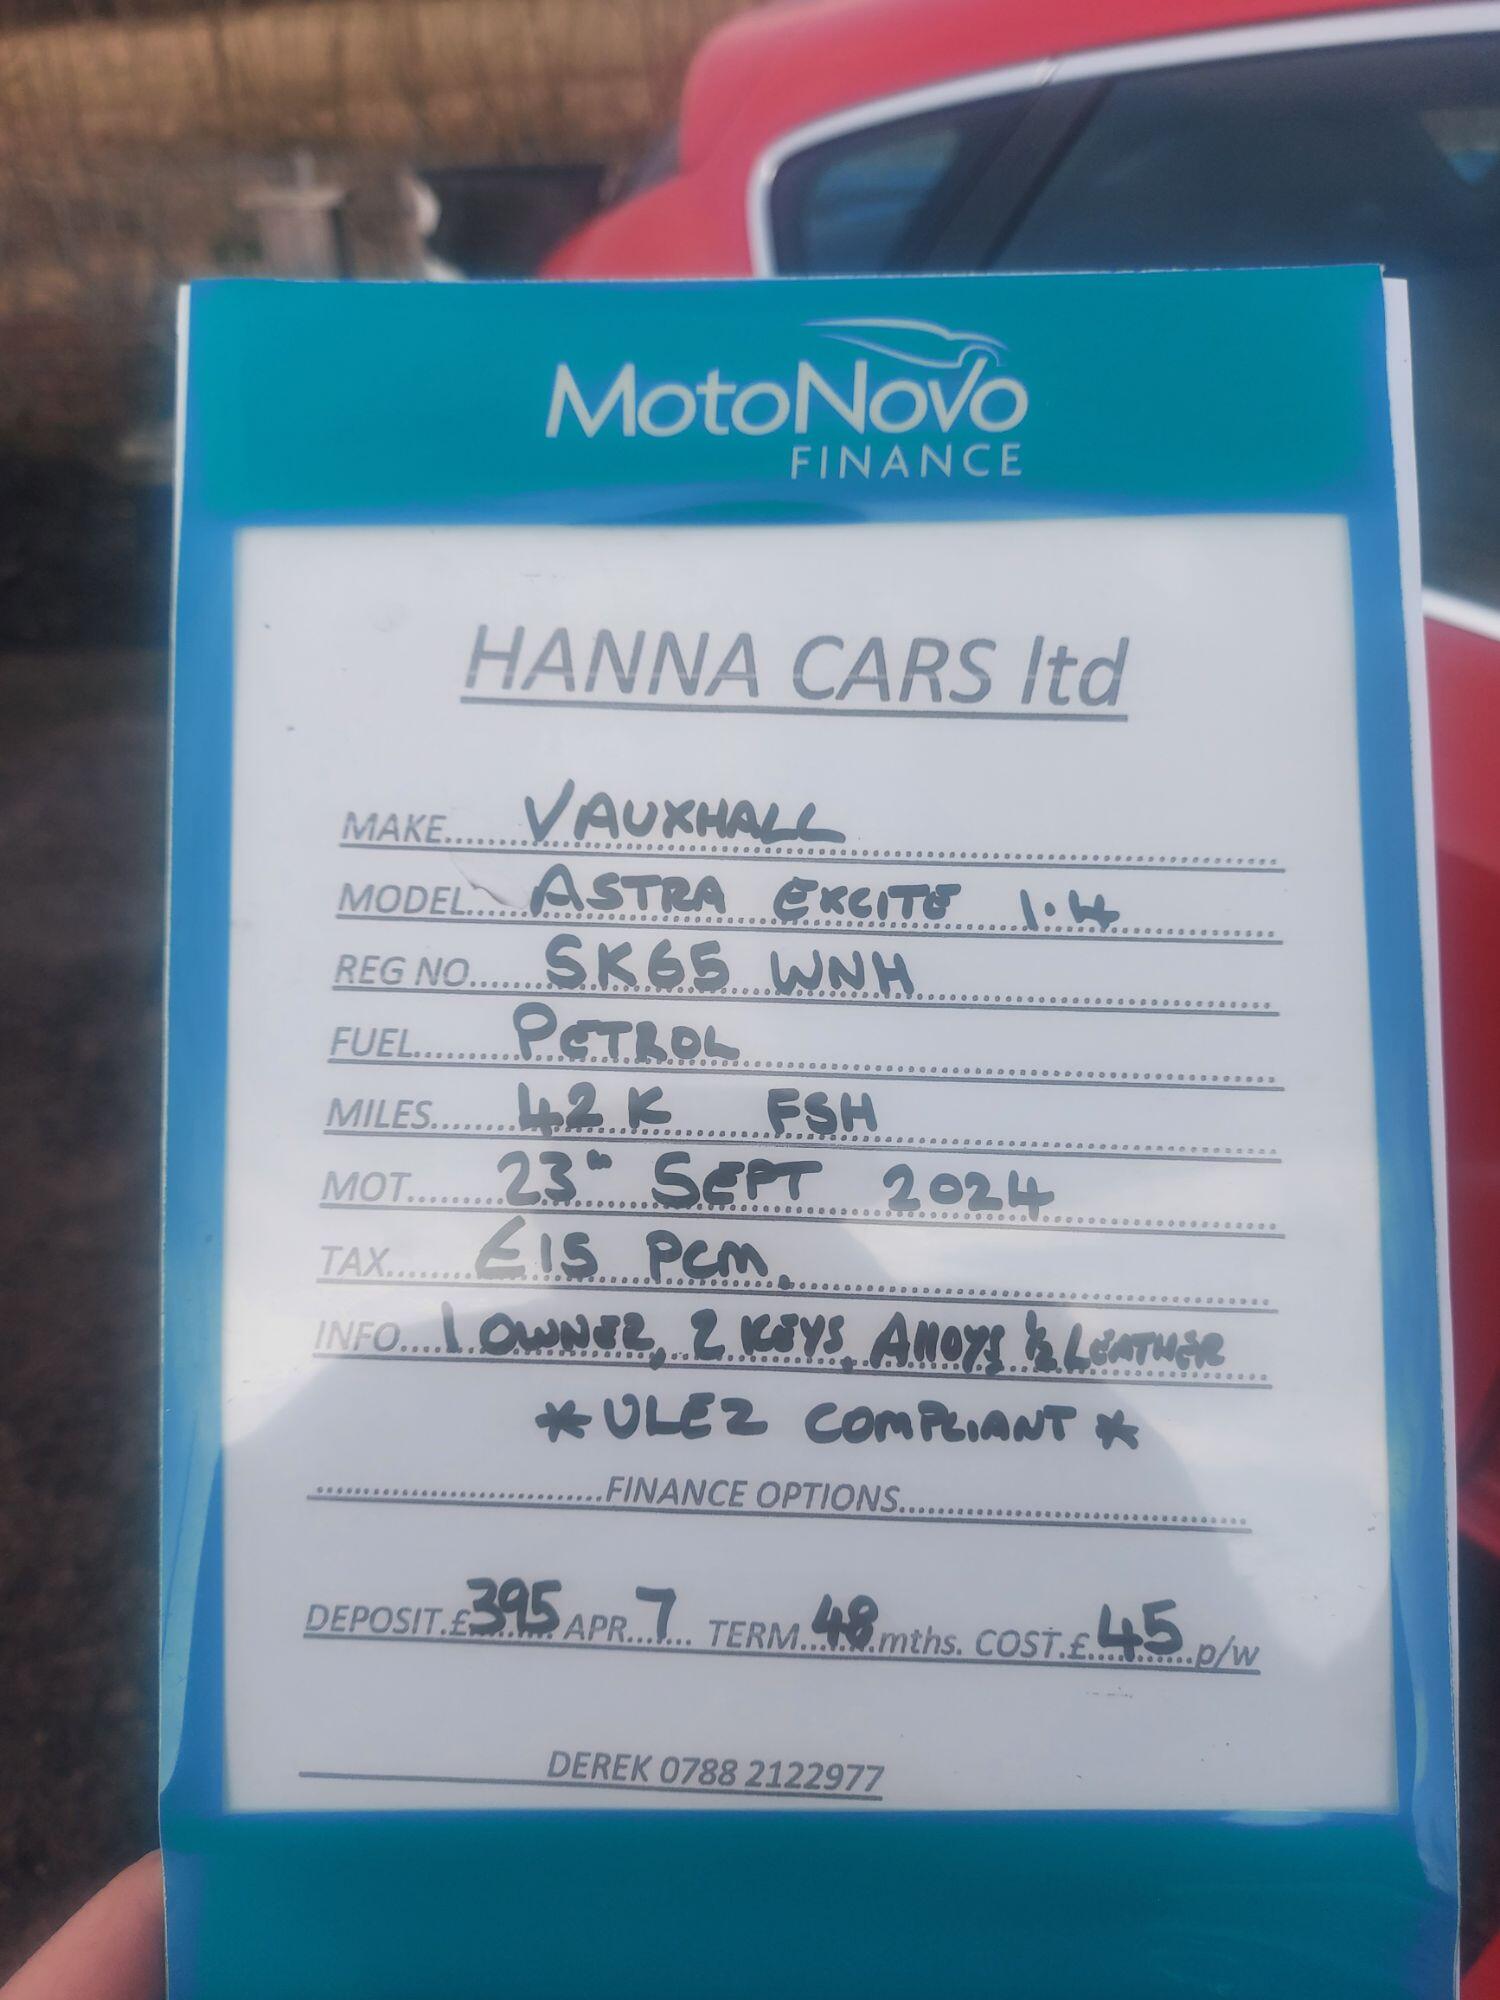 MOTONOVO
FINANCE
HANNA CARS ltd
MAKE......VAUXHALL
MODEL......ASTRA EXCITE 1.4
REG NO......SK65 WNH
FUEL......PETROL
MILES......42K FSH
MOT......23rd SEPT 2024
TAX......£15 PCM.
INFO....1 OWNER, 2 KEYS, Alloys ½ LEATHER
*ULEZ COMPLIANT*
..............................FINANCE OPTIONS..............................
DEPOSIT.£395 APR..7.. TERM..48.mths. COST.£.45.p/w
DEREK 0788 2122977